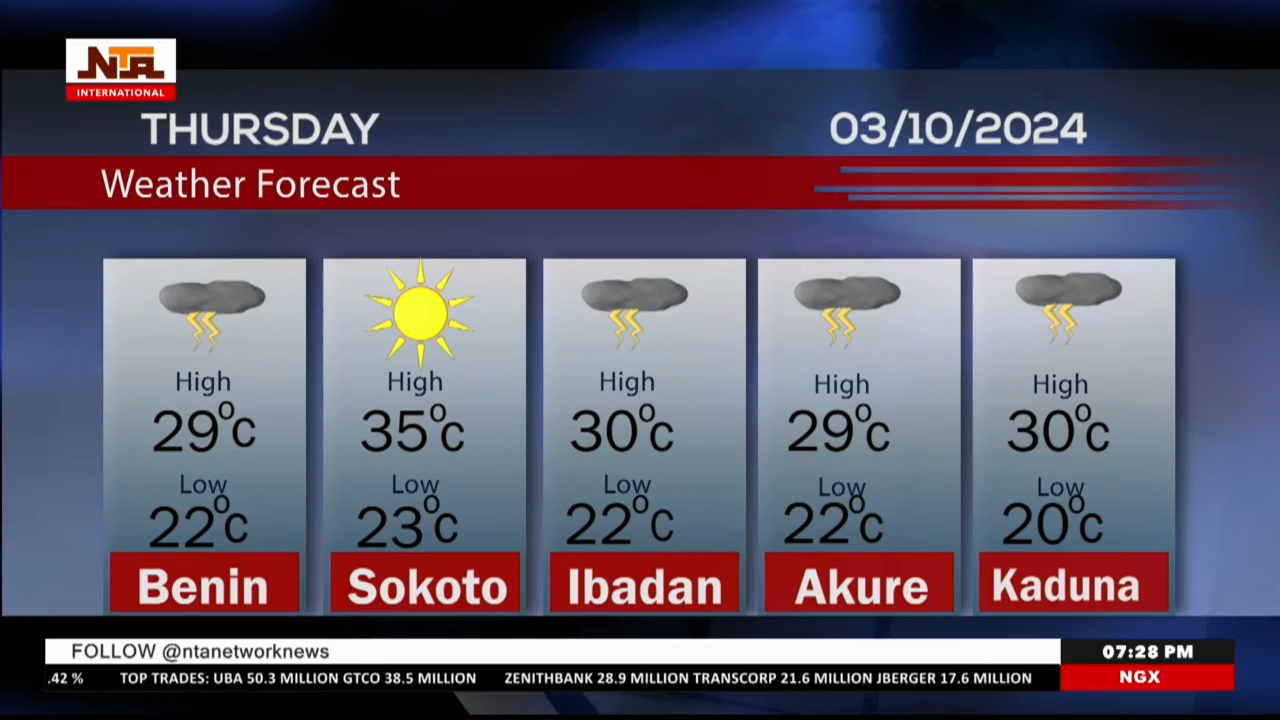 NTA
INTERNATIONAL
THURSDAY
03/10/2024
Weather Forecast
High
29°C
Low
22°C
Benin
High
35°C
Low
23°C
Sokoto
High
30°C
Low
22°C
Ibadan
High
29°C
Low
22°C
Akure
High
30°C
Low
20°C
Kaduna
FOLLOW @ntanetworknews
07:28 PM
.42 % TOP TRADES: UBA 50.3 MILLION GTCO 38.5 MILLION ZENITHBANK 28.9 MILLION TRANSCORP 21.6 MILLION JBERGER 17.6 MILLION
NGX